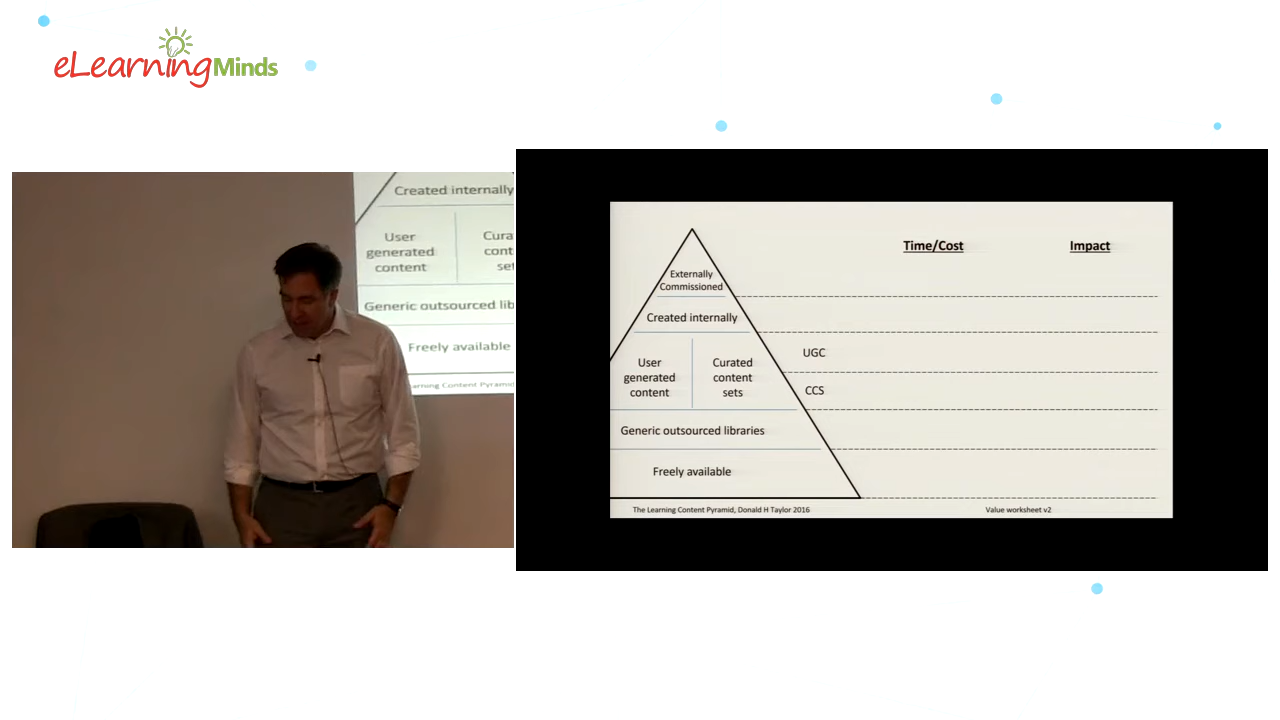 eLearningMinds
Created internally
User
generated
content
Generic outsourced lib
Freely available
Time/Cost
Impact
Externally
Commissioned
Created internally
UGC
User
generated
content
Curated
content
sets
CCS
Generic outsourced libraries
Freely available
The Learning Content Pyramid, Donald H Taylor 2016
Value worksheet v2